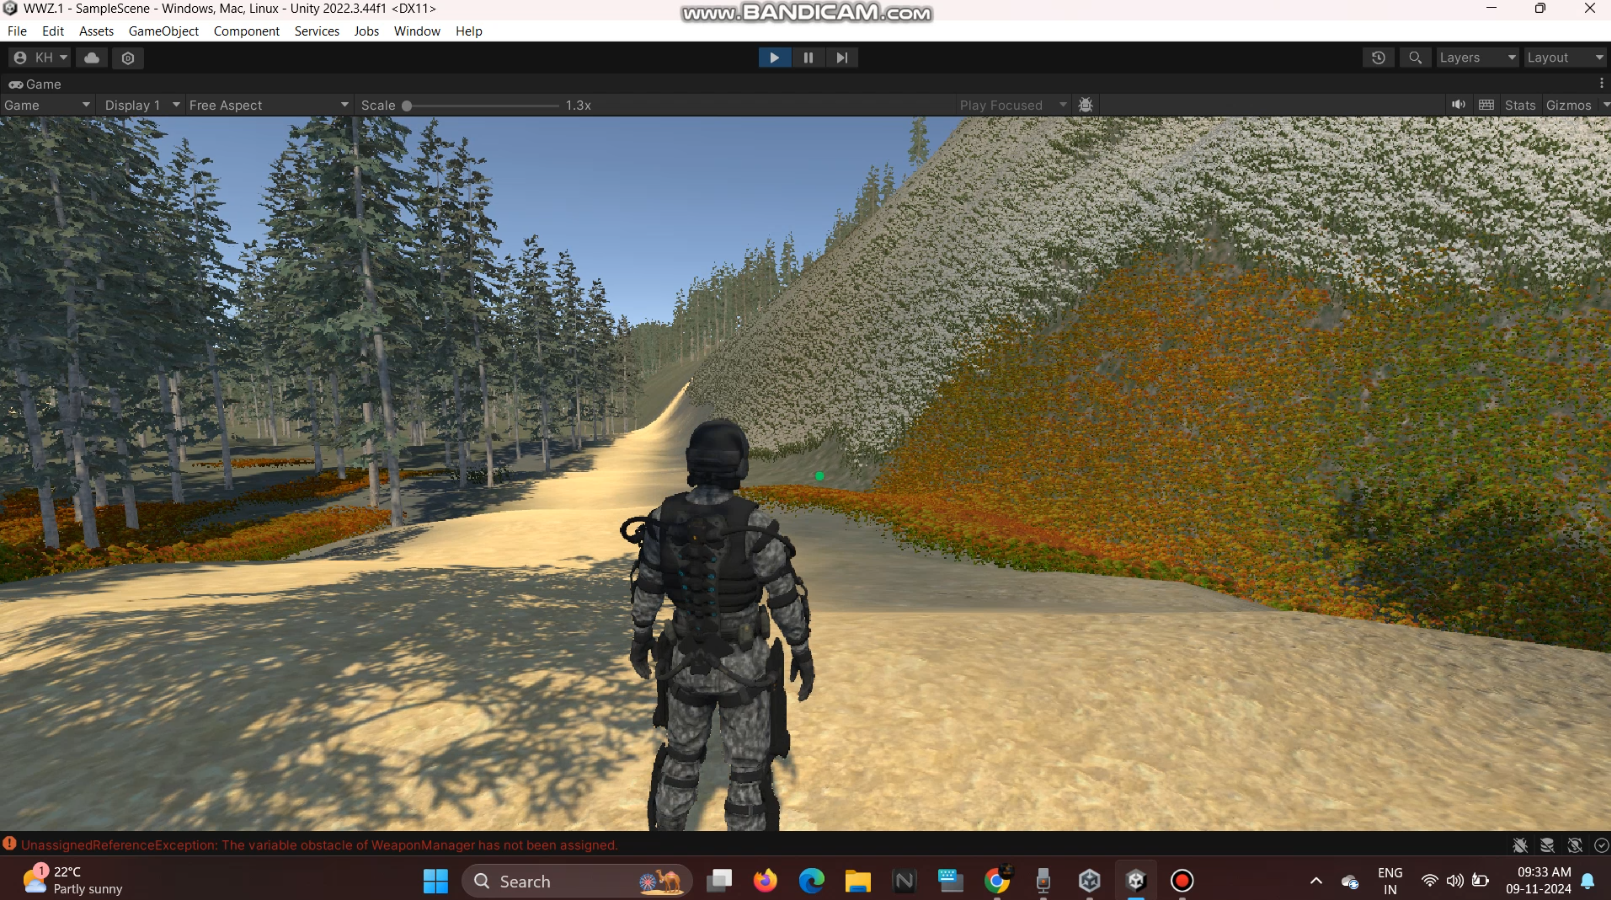 WWZ.1 - SampleScene - Windows, Mac, Linux - Unity 2022.3.44f1 <DX11>
www.BANDICAM.com
File Edit Assets GameObject Component Services Jobs Window Help
KH Layers Layout
Game
Game Display 1 Free Aspect Scale 1.3x Play Focused Stats Gizmos
UnassignedReferenceException: The variable obstacle of WeaponManager has not been assigned.
1
22°C
Partly sunny
Search
ENG
IN
09:33 AM
09-11-2024